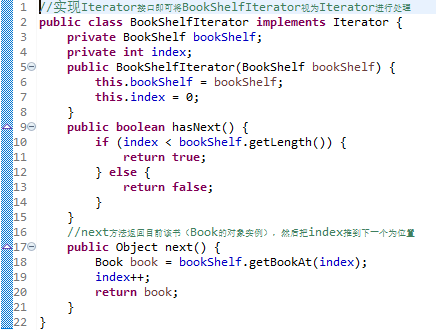 1 //实现Iterator接口即可将BookShelfIterator视为Iterator进行处理
2 public class BookShelfIterator implements Iterator {
3 private BookShelf bookShelf;
4 private int index;
5 public BookShelfIterator(BookShelf bookShelf) {
6 this.bookShelf = bookShelf;
7 this.index = 0;
8 }
9 public boolean hasNext() {
10 if (index < bookShelf.getLength()) {
11 return true;
12 } else {
13 return false;
14 }
15 }
16 //next方法返回目前该书（Book的对象实例），然后把index推到下一个为位置
17 public Object next() {
18 Book book = bookShelf.getBookAt(index);
19 index++;
20 return book;
21 }
22 }